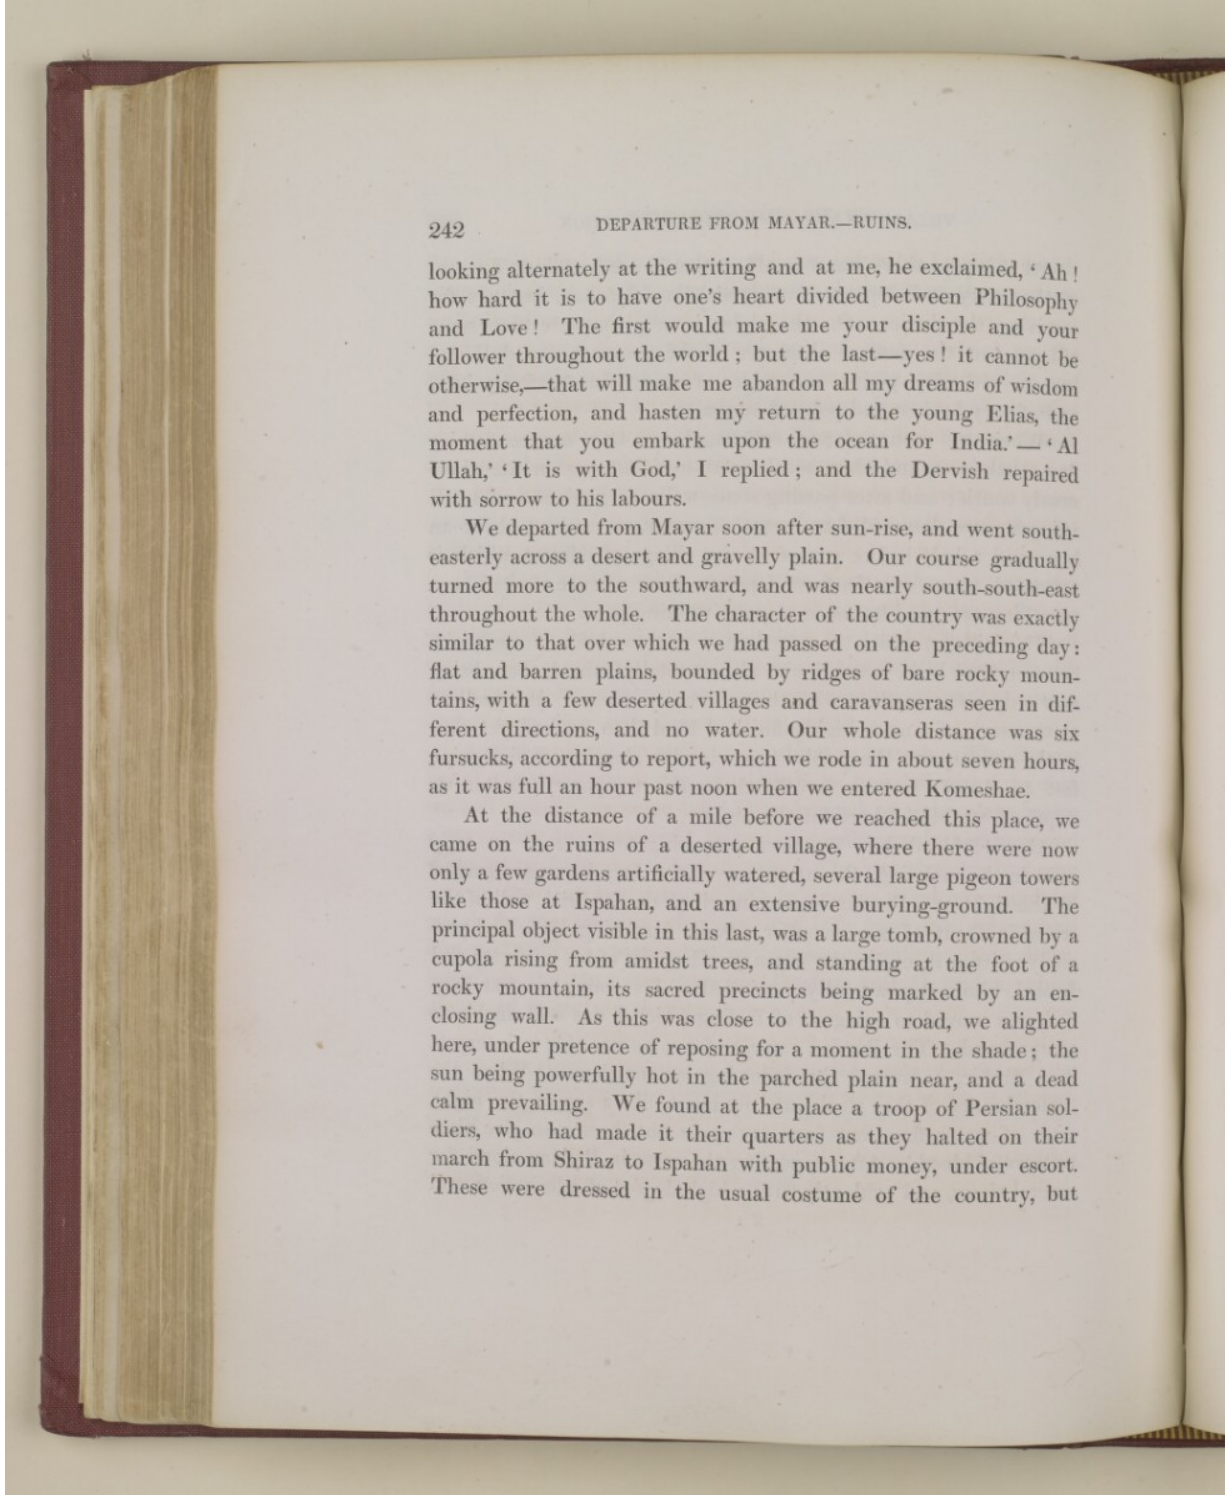 242 DEPARTURE FROM MAYAR.—RUINS.
looking alternately at the writing and at me, he exclaimed, ‘ Ah !
how hard it is to have one’s heart divided between Philosophy
and Love ! The first would make me your disciple and your
follower throughout the world ; but the last—yes ! it cannot be
otherwise,—that will make me abandon all my dreams of wisdom
and perfection, and hasten my return to the young Elias, the
moment that you embark upon the ocean for India.’—‘ Al
Ullah,’ ‘ It is with God,’ I replied ; and the Dervish repaired
with sorrow to his labours.
We departed from Mayar soon after sun-rise, and went south-
easterly across a desert and gravelly plain. Our course gradually
turned more to the southward, and was nearly south-south-east
throughout the whole. The character of the country was exactly
similar to that over which we had passed on the preceding day :
flat and barren plains, bounded by ridges of bare rocky moun-
tains, with a few deserted villages and caravanseras seen in dif-
ferent directions, and no water. Our whole distance was six
fursucks, according to report, which we rode in about seven hours,
as it was full an hour past noon when we entered Komeshae.
At the distance of a mile before we reached this place, we
came on the ruins of a deserted village, where there were now
only a few gardens artificially watered, several large pigeon towers
like those at Ispahan, and an extensive burying-ground. The
principal object visible in this last, was a large tomb, crowned by a
cupola rising from amidst trees, and standing at the foot of a
rocky mountain, its sacred precincts being marked by an en-
closing wall. As this was close to the high road, we alighted
here, under pretence of reposing for a moment in the shade ; the
sun being powerfully hot in the parched plain near, and a dead
calm prevailing. We found at the place a troop of Persian sol-
diers, who had made it their quarters as they halted on their
march from Shiraz to Ispahan with public money, under escort.
These were dressed in the usual costume of the country, but